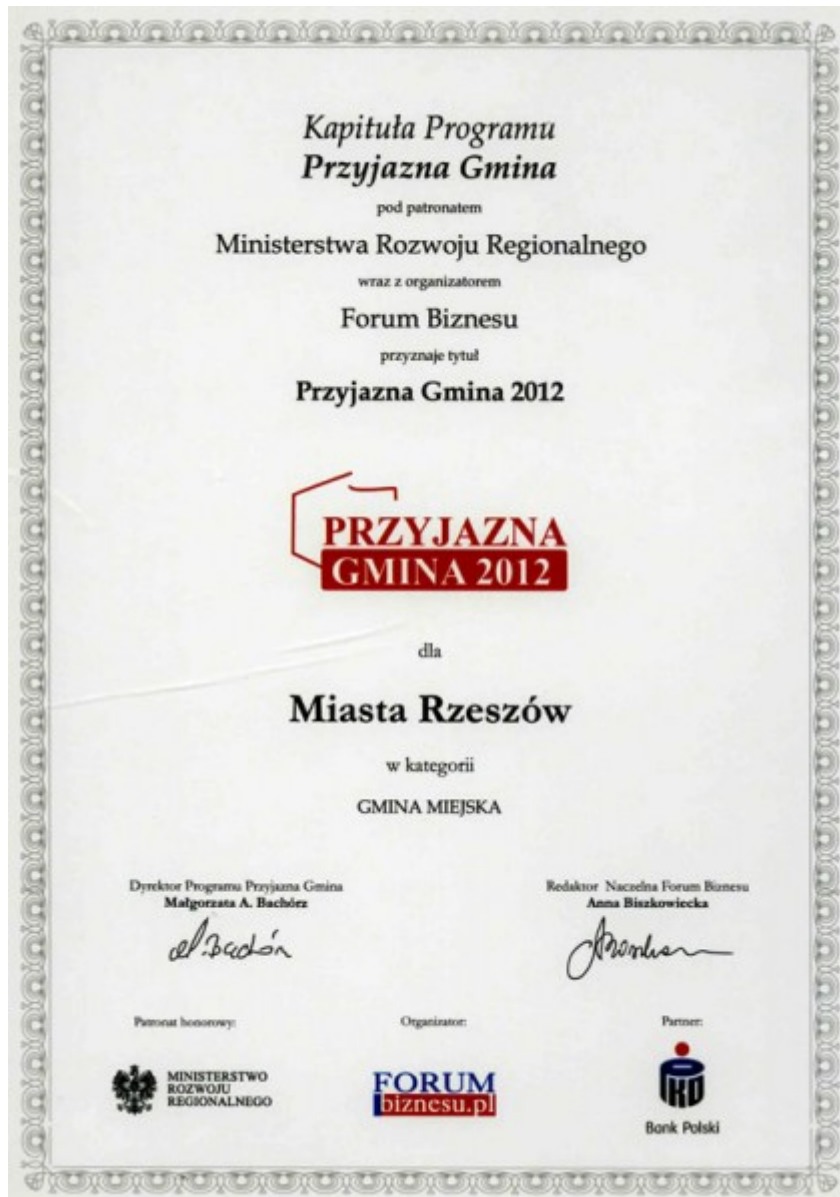 Kapituła Programu
Przyjazna Gmina
pod patronatem
Ministerstwa Rozwoju Regionalnego
wraz z organizatorem
Forum Biznesu
przyznaje tytuł
Przyjazna Gmina 2012
PRZYJAZNA
GMINA 2012
dla
Miasta Rzeszów
w kategorii
GMINA MIEJSKA
Dyrektor Programu Przyjazna Gmina
Małgorzata A. Bachórz
Redaktor Naczelna Forum Biznesu
Anna Biszkowiecka
Patronat honorowy:
Organizator:
Partner:
MINISTERSTWO
ROZWOJU
REGIONALNEGO
FORUM
biznesu.pl
PKO
Bank Polski